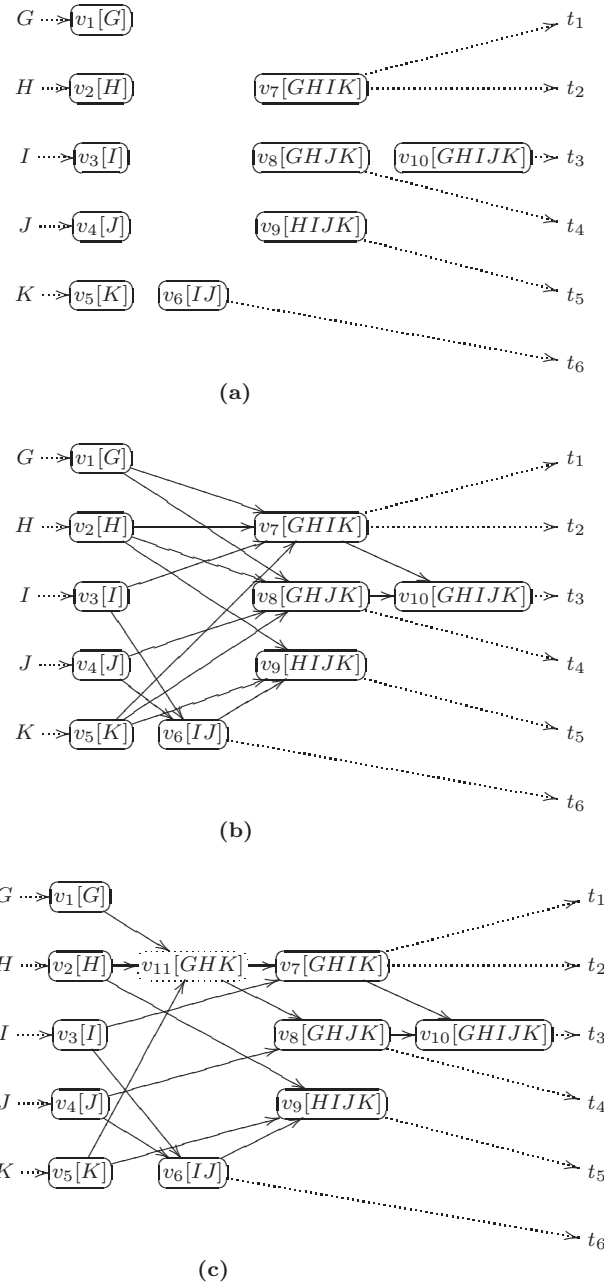 G v₁[G] t₁
H v₂[H] v₇[GHIK] t₂
I v₃[I] v₈[GHJK] v₁₀[GHIJK] t₃
J v₄[J] v₉[HIJK] t₄
K v₅[K] v₆[IJ] t₅
t₆
(a)
G v₁[G] t₁
H v₂[H] v₇[GHIK] t₂
I v₃[I] v₈[GHJK] v₁₀[GHIJK] t₃
J v₄[J] v₉[HIJK] t₄
K v₅[K] v₆[IJ] t₅
t₆
(b)
G v₁[G] t₁
H v₂[H] v₁₁[GHK] v₇[GHIK] t₂
I v₃[I] v₈[GHJK] v₁₀[GHIJK] t₃
J v₄[J] v₉[HIJK] t₄
K v₅[K] v₆[IJ] t₅
t₆
(c)